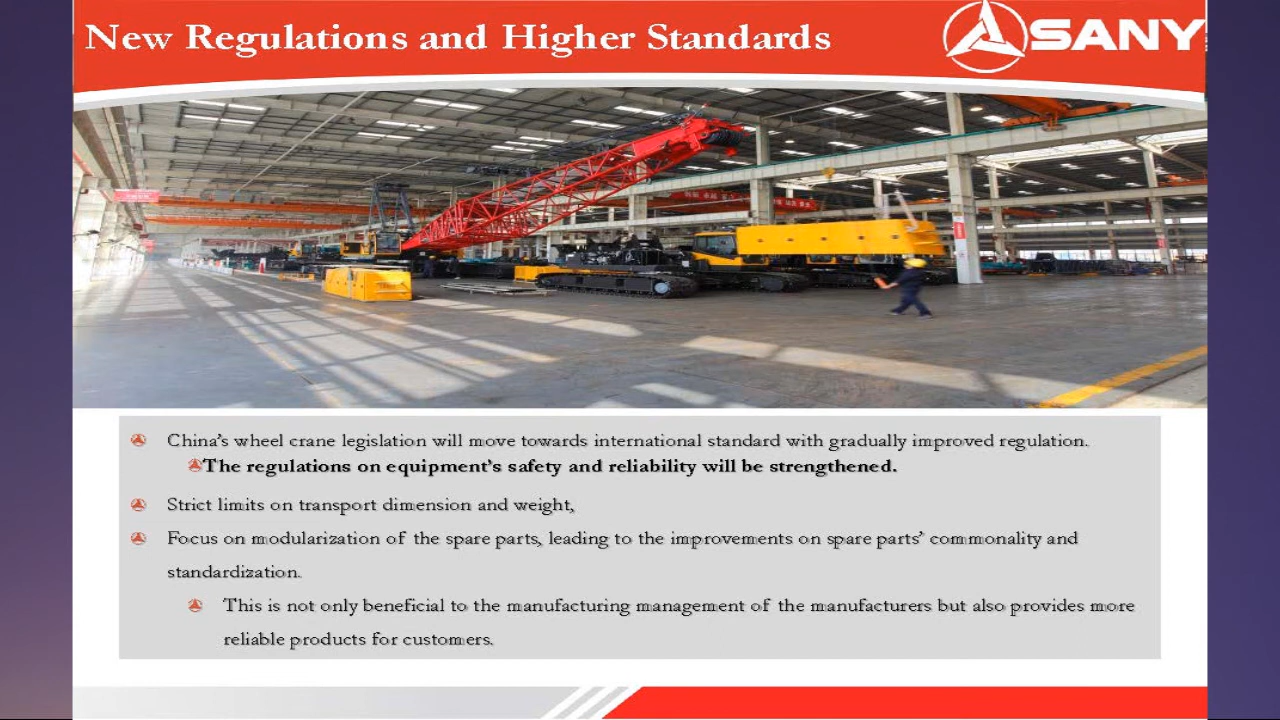 New Regulations and Higher Standards
SANY
China's wheel crane legislation will move towards international standard with gradually improved regulation.
The regulations on equipment's safety and reliability will be strengthened.
Strict limits on transport dimension and weight,
Focus on modularization of the spare parts, leading to the improvements on spare parts' commonality and
standardization.
This is not only beneficial to the manufacturing management of the manufacturers but also provides more
reliable products for customers.